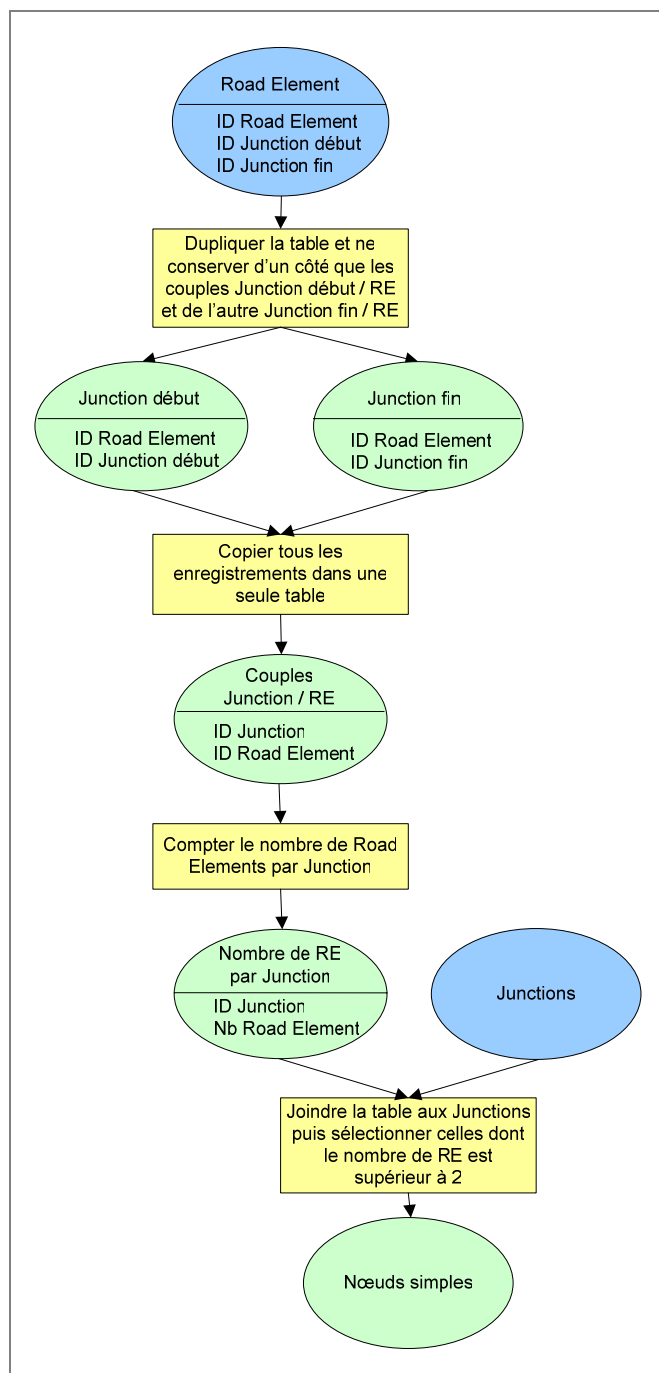 Road Element
ID Road Element
ID Junction début
ID Junction fin
Dupliquer la table et ne
conserver d'un côté que les
couples Junction début / RE
et de l'autre Junction fin / RE
Junction début
ID Road Element
ID Junction début
Junction fin
ID Road Element
ID Junction fin
Copier tous les
enregistrements dans une
seule table
Couples
Junction / RE
ID Junction
ID Road Element
Compter le nombre de Road
Elements par Junction
Nombre de RE
par Junction
ID Junction
Nb Road Element
Junctions
Joindre la table aux Junctions
puis sélectionner celles dont
le nombre de RE est
supérieur à 2
Nœuds simples